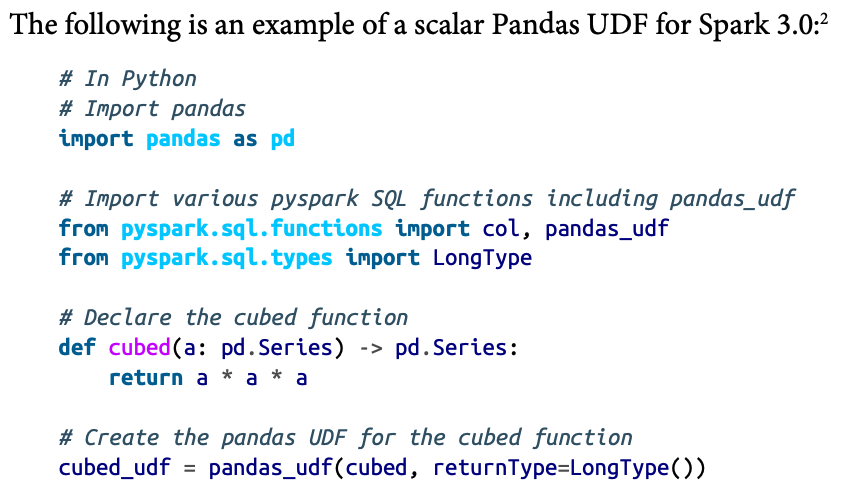 The following is an example of a scalar Pandas UDF for Spark 3.0:²
# In Python
# Import pandas
import pandas as pd
# Import various pyspark SQL functions including pandas_udf
from pyspark.sql.functions import col, pandas_udf
from pyspark.sql.types import LongType
# Declare the cubed function
def cubed(a: pd.Series) -> pd.Series:
    return a * a * a
# Create the pandas UDF for the cubed function
cubed_udf = pandas_udf(cubed, returnType=LongType())